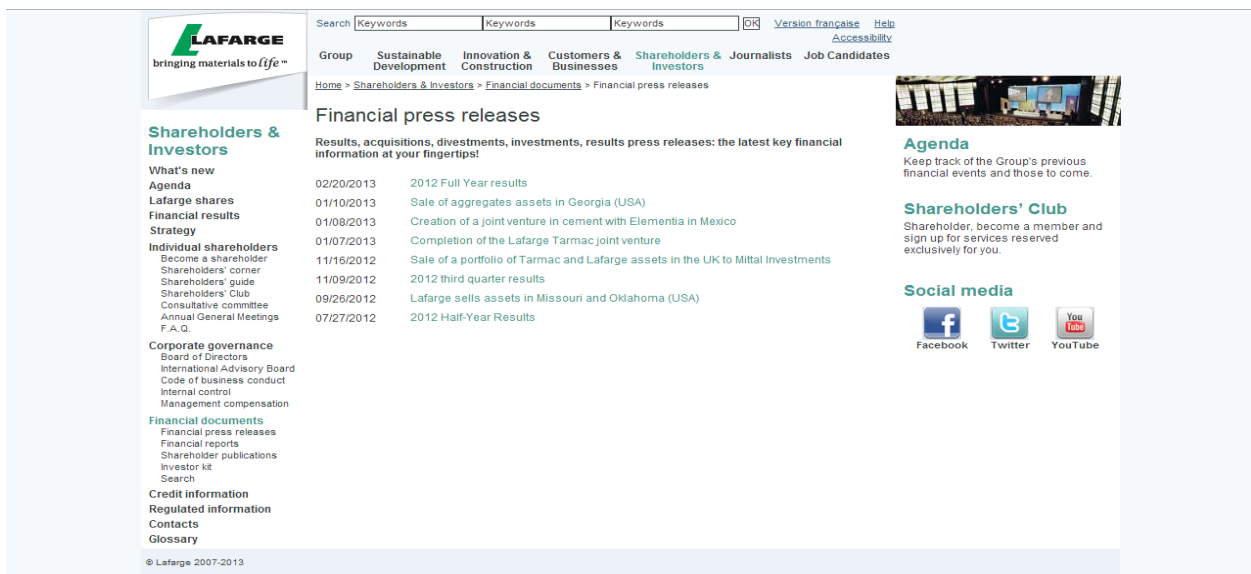 LAFARGE
bringing materials to life™
Search Keywords Keywords Keywords OK Version française Help
Accessibility
Group Sustainable Development Innovation & Construction Customers & Businesses Shareholders & Investors Journalists Job Candidates
Home > Shareholders & Investors > Financial documents > Financial press releases
Financial press releases
Results, acquisitions, divestments, investments, results press releases: the latest key financial
information at your fingertips!
02/20/2013 2012 Full Year results
01/10/2013 Sale of aggregates assets in Georgia (USA)
01/08/2013 Creation of a joint venture in cement with Elementia in Mexico
01/07/2013 Completion of the Lafarge Tarmac joint venture
11/16/2012 Sale of a portfolio of Tarmac and Lafarge assets in the UK to Mittal Investments
11/09/2012 2012 third quarter results
09/26/2012 Lafarge sells assets in Missouri and Oklahoma (USA)
07/27/2012 2012 Half-Year Results
Shareholders &
Investors
What's new
Agenda
Lafarge shares
Financial results
Strategy
Individual shareholders
Become a shareholder
Shareholders' corner
Shareholders' guide
Shareholders' Club
Consultative committee
Annual General Meetings
F.A.Q.
Corporate governance
Board of Directors
International Advisory Board
Code of business conduct
Internal control
Management compensation
Financial documents
Financial press releases
Financial reports
Shareholder publications
Investor kit
Search
Credit information
Regulated information
Contacts
Glossary
Agenda
Keep track of the Group's previous
financial events and those to come.
Shareholders' Club
Shareholder, become a member and
sign up for services reserved
exclusively for you.
Social media
f
You
Tube
Facebook Twitter YouTube
© Lafarge 2007-2013